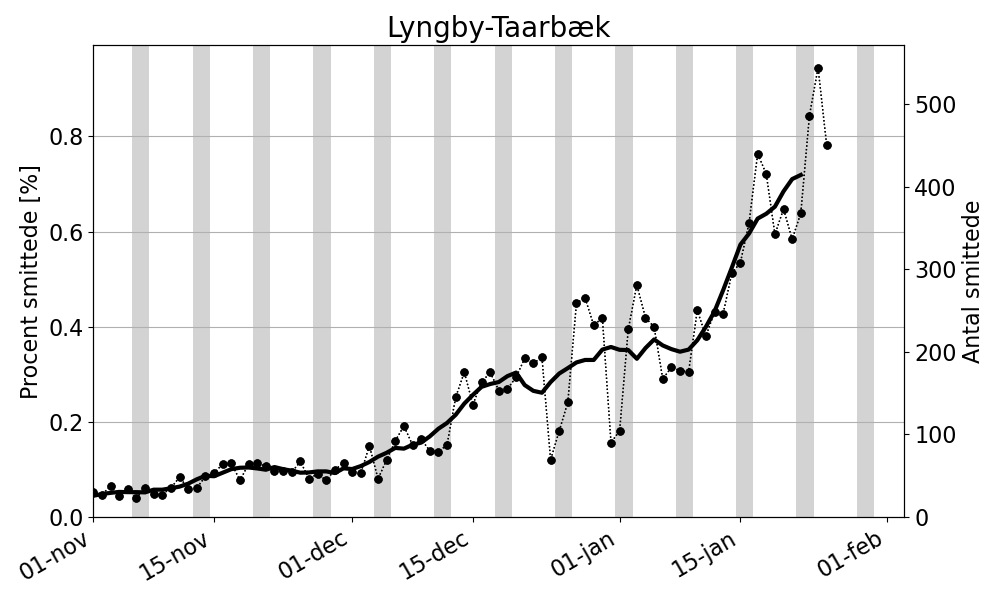 Lyngby-Taarbæk
Procent smittede [%]
0.8
0.6
0.4
0.2
0.0
500
400
300
200
100
0
Antal smittede
01-nov
15-nov
01-dec
15-dec
01-jan
15-jan
01-feb